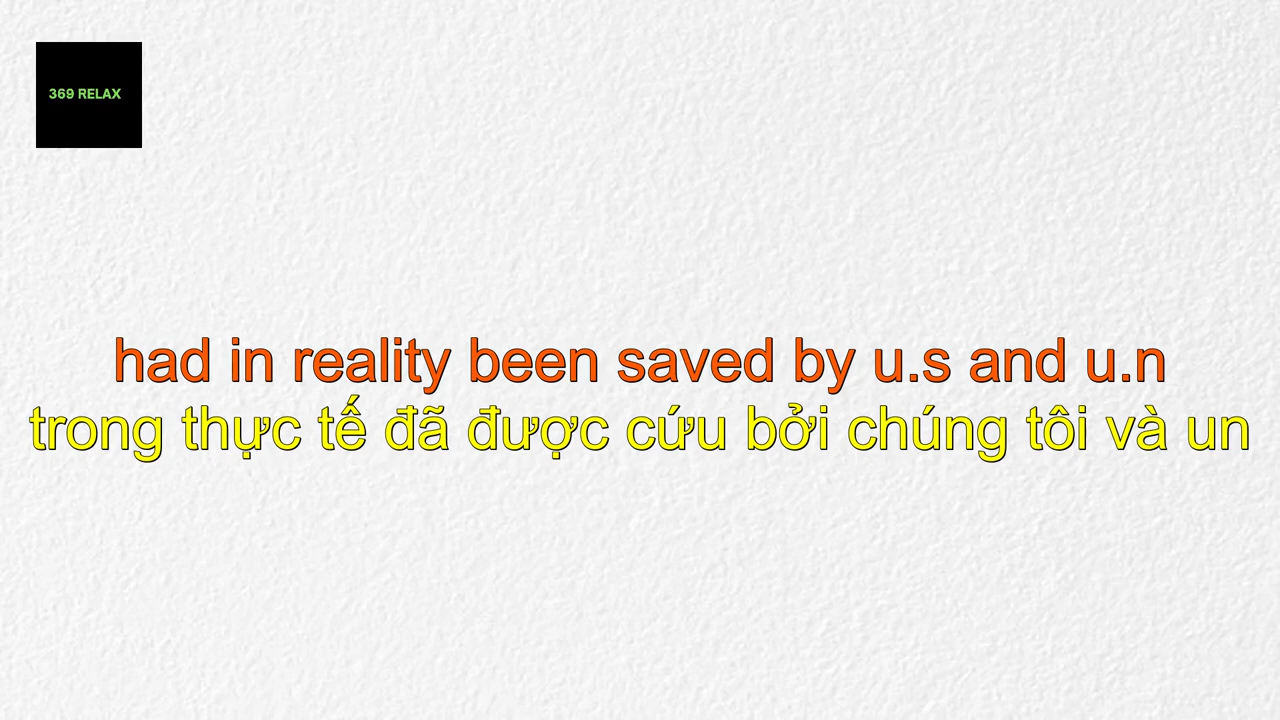 369 RELAX
had in reality been saved by u.s and u.n
trong thực tế đã được cứu bởi chúng tôi và un